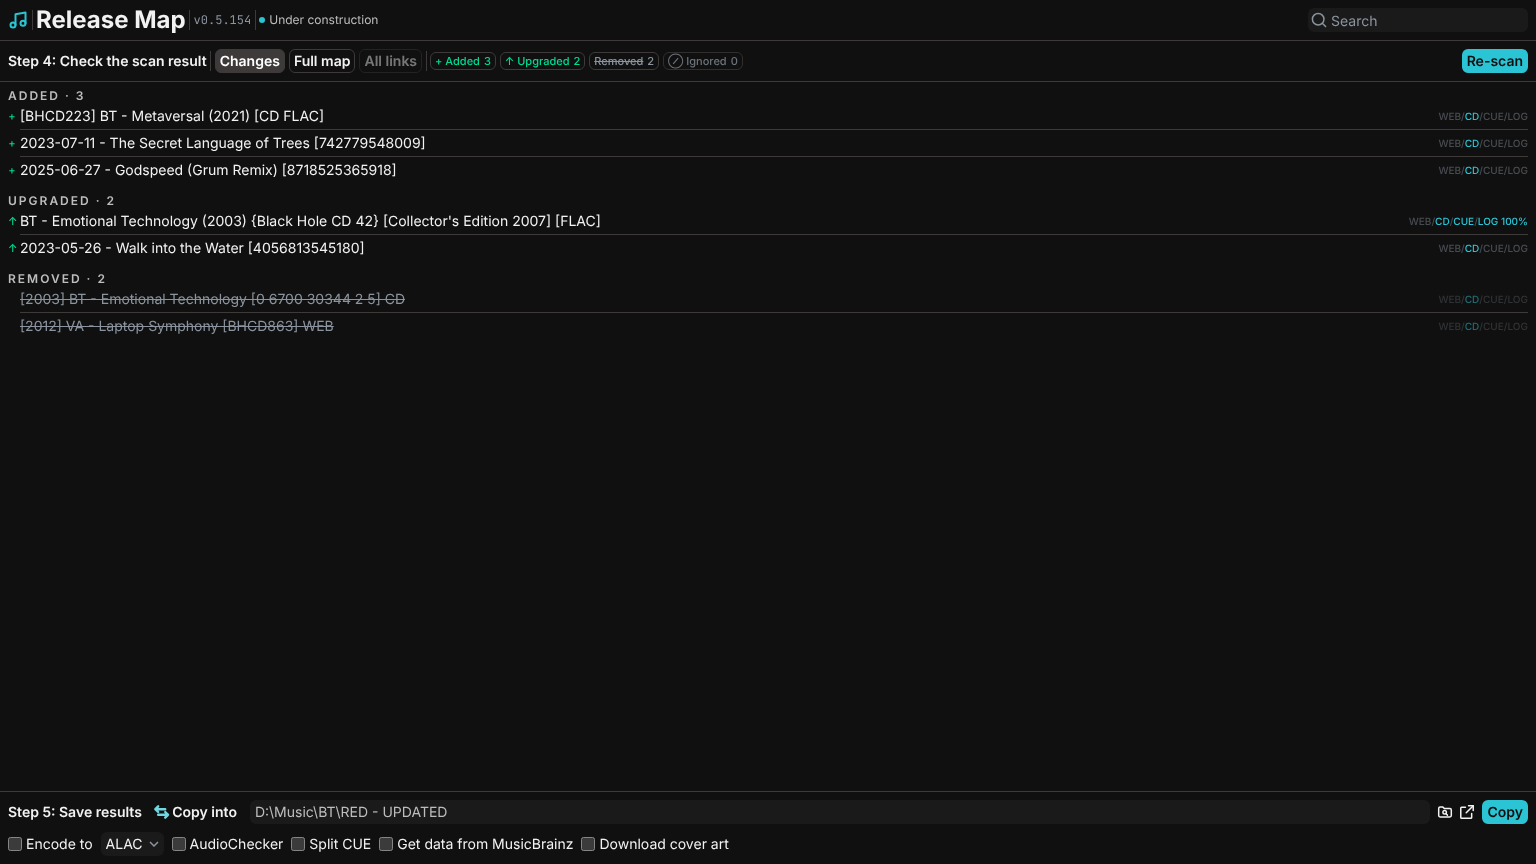 Release Map v0.5.154 Under construction Search
Step 4: Check the scan result Changes Full map All links + Added 3 ↑ Upgraded 2 Removed 2 Ignored 0 Re-scan
ADDED · 3
+ [BHCD223] BT - Metaversal (2021) [CD FLAC] WEB/CD/CUE/LOG
+ 2023-07-11 - The Secret Language of Trees [742779548009] WEB/CD/CUE/LOG
+ 2025-06-27 - Godspeed (Grum Remix) [8718525365918] WEB/CD/CUE/LOG
UPGRADED · 2
↑ BT - Emotional Technology (2003) {Black Hole CD 42} [Collector's Edition 2007] [FLAC] WEB/CD/CUE/LOG 100%
↑ 2023-05-26 - Walk into the Water [4056813545180] WEB/CD/CUE/LOG
REMOVED · 2
[2003] BT - Emotional Technology [0 6700 30344 2 5] CD WEB/CD/CUE/LOG
[2012] VA - Laptop Symphony [BHCD863] WEB WEB/CD/CUE/LOG
Step 5: Save results Copy into D:\Music\BT\RED - UPDATED Copy
Encode to ALAC AudioChecker Split CUE Get data from MusicBrainz Download cover art